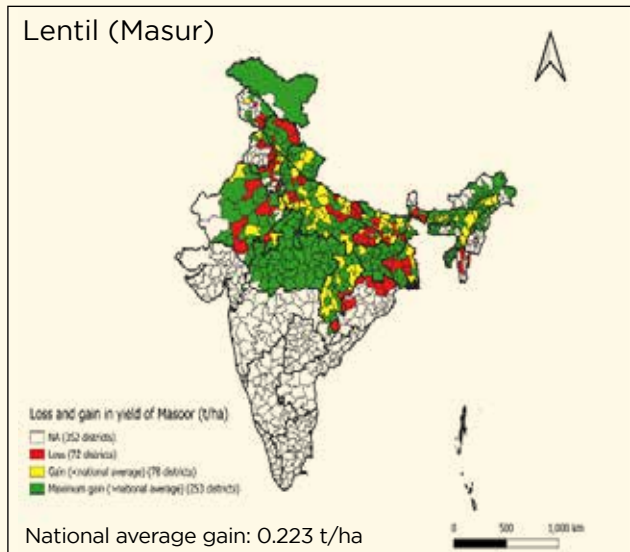 Lentil (Masur)
Loss and gain in yield of Masoor (t/ha)
NA (352 districts)
Loss (72 districts)
Gain (<national average) (78 districts)
Maximum gain (>national average) (253 districts)
National average gain: 0.223 t/ha
0 500 1,000 km